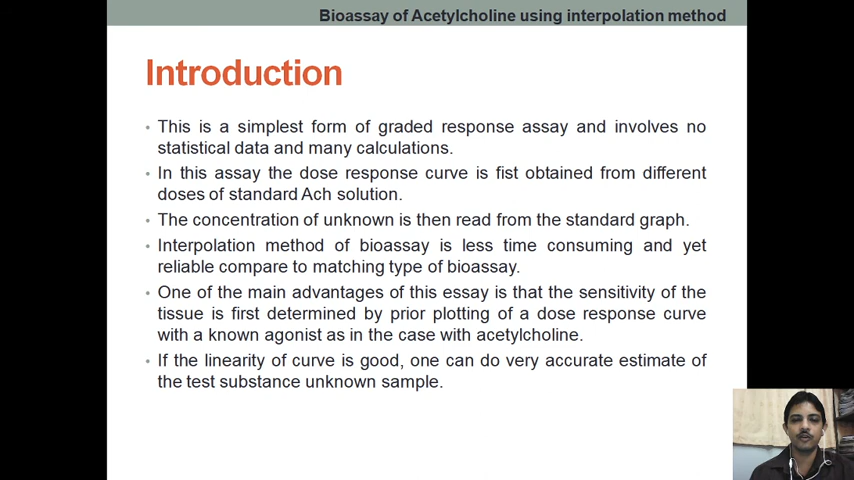 Bioassay of Acetylcholine using interpolation method
Introduction
• This is a simplest form of graded response assay and involves no
statistical data and many calculations.
• In this assay the dose response curve is fist obtained from different
doses of standard Ach solution.
• The concentration of unknown is then read from the standard graph.
• Interpolation method of bioassay is less time consuming and yet
reliable compare to matching type of bioassay.
• One of the main advantages of this essay is that the sensitivity of the
tissue is first determined by prior plotting of a dose response curve
with a known agonist as in the case with acetylcholine.
• If the linearity of curve is good, one can do very accurate estimate of
the test substance unknown sample.